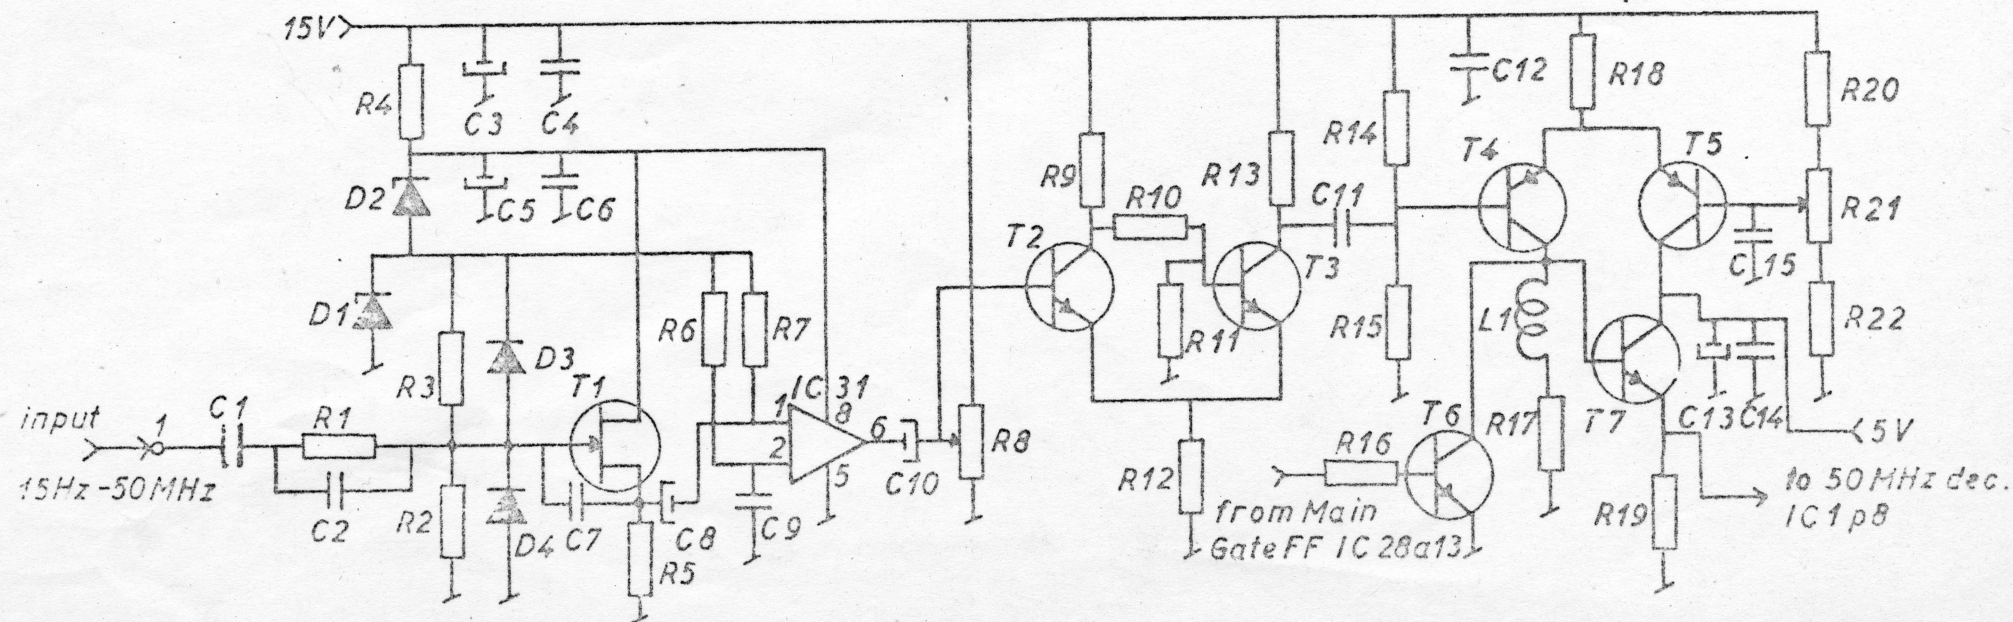 15V
R4
C3
C4
C12
R18
R20
R14
T4
T5
D2
C5
C6
R9
R10
R13
C11
R21
T2
T3
C15
D1
R6
R7
R11
R15
L1
R22
R3
D3
T1
IC 31
1
8
2
6
5
input
1
C1
R1
15Hz-50MHz
C2
R2
D4
C7
C8
R5
C9
C10
R8
R12
T6
R16
R17
T7
C13
C14
5V
from Main
Gate FF IC 28a13
R19
to 50 MHz dec.
IC1 p8